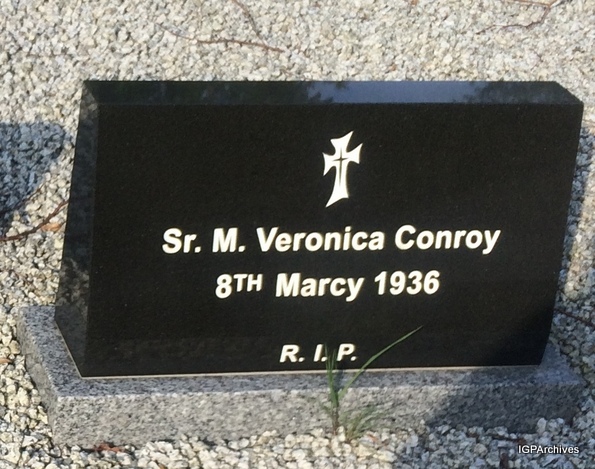 Sr. M. Veronica Conroy
8TH Marcy 1936
R. I. P.
IGPArchives